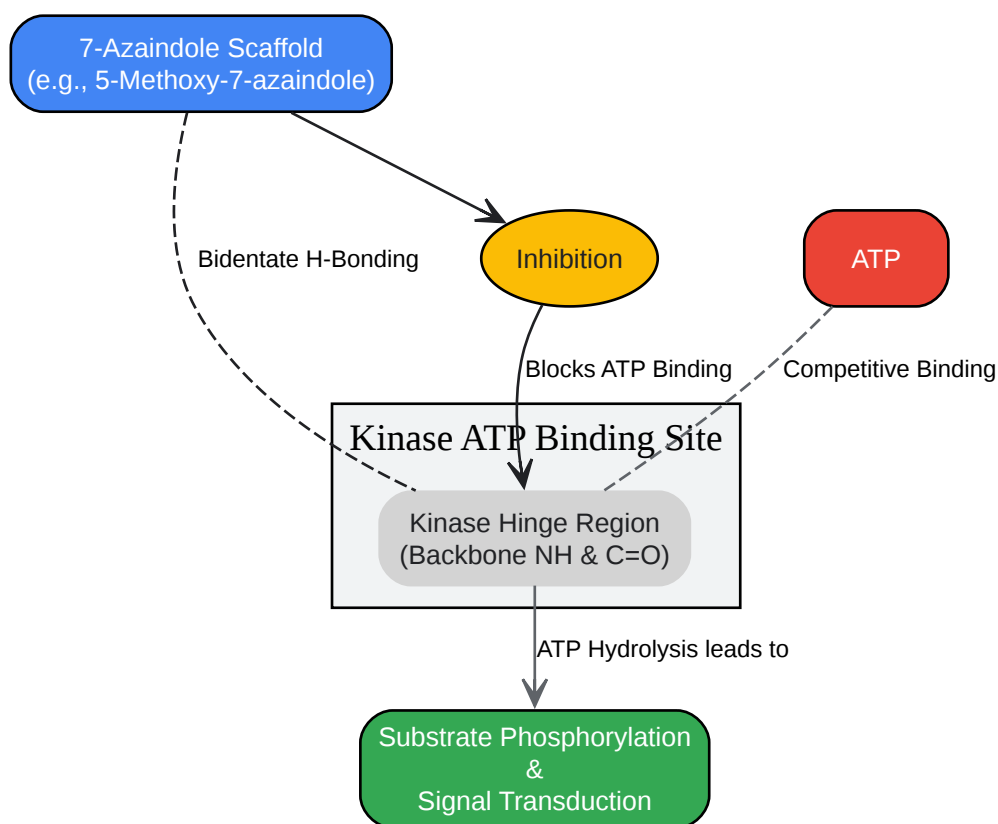 7-Azaindole Scaffold
(e.g., 5-Methoxy-7-azaindole)
Bidentate H-Bonding
Inhibition
ATP
Blocks ATP Binding
Competitive Binding
Kinase ATP Binding Site
Kinase Hinge Region
(Backbone NH & C=O)
ATP Hydrolysis leads to
Substrate Phosphorylation
&
Signal Transduction